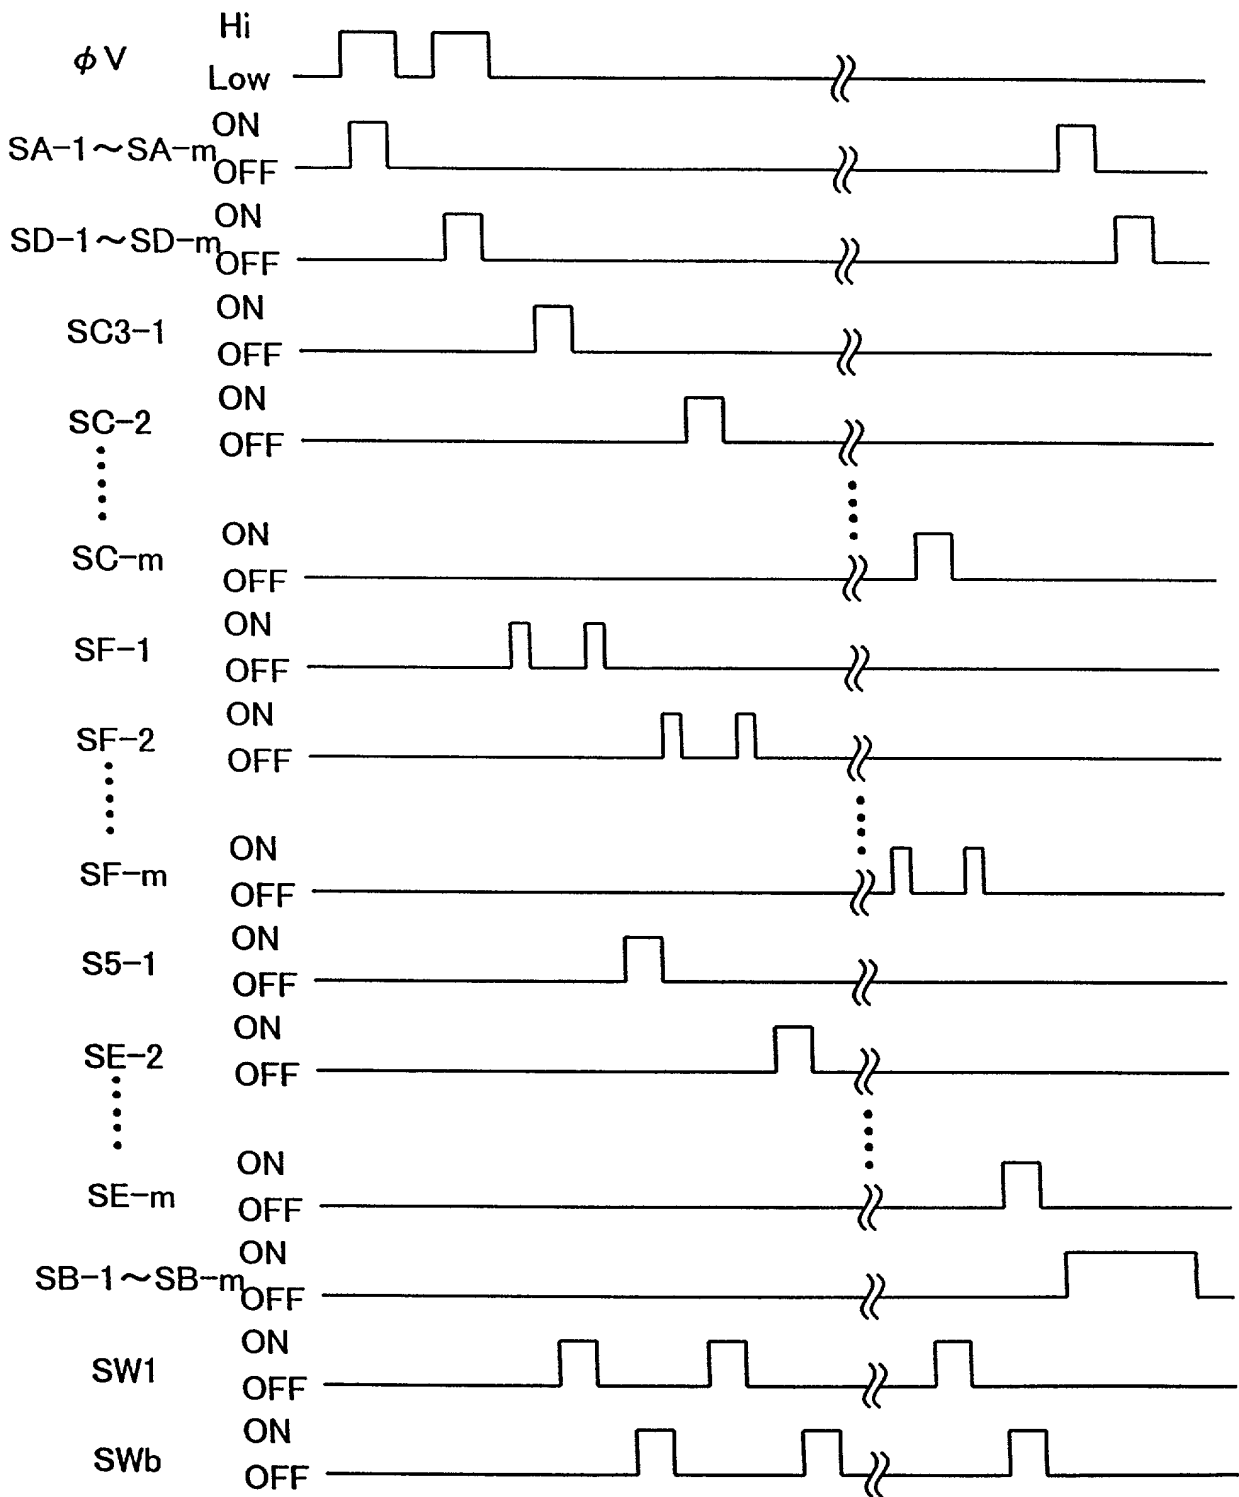 Hi
φV
Low
ON
SA-1～SA-m
OFF
ON
SD-1～SD-m
OFF
ON
SC3-1
OFF
ON
SC-2
OFF
ON
SC-m
OFF
ON
SF-1
OFF
ON
SF-2
OFF
ON
SF-m
OFF
ON
S5-1
OFF
ON
SE-2
OFF
ON
SE-m
OFF
ON
SB-1～SB-m
OFF
ON
SW1
OFF
ON
SWb
OFF